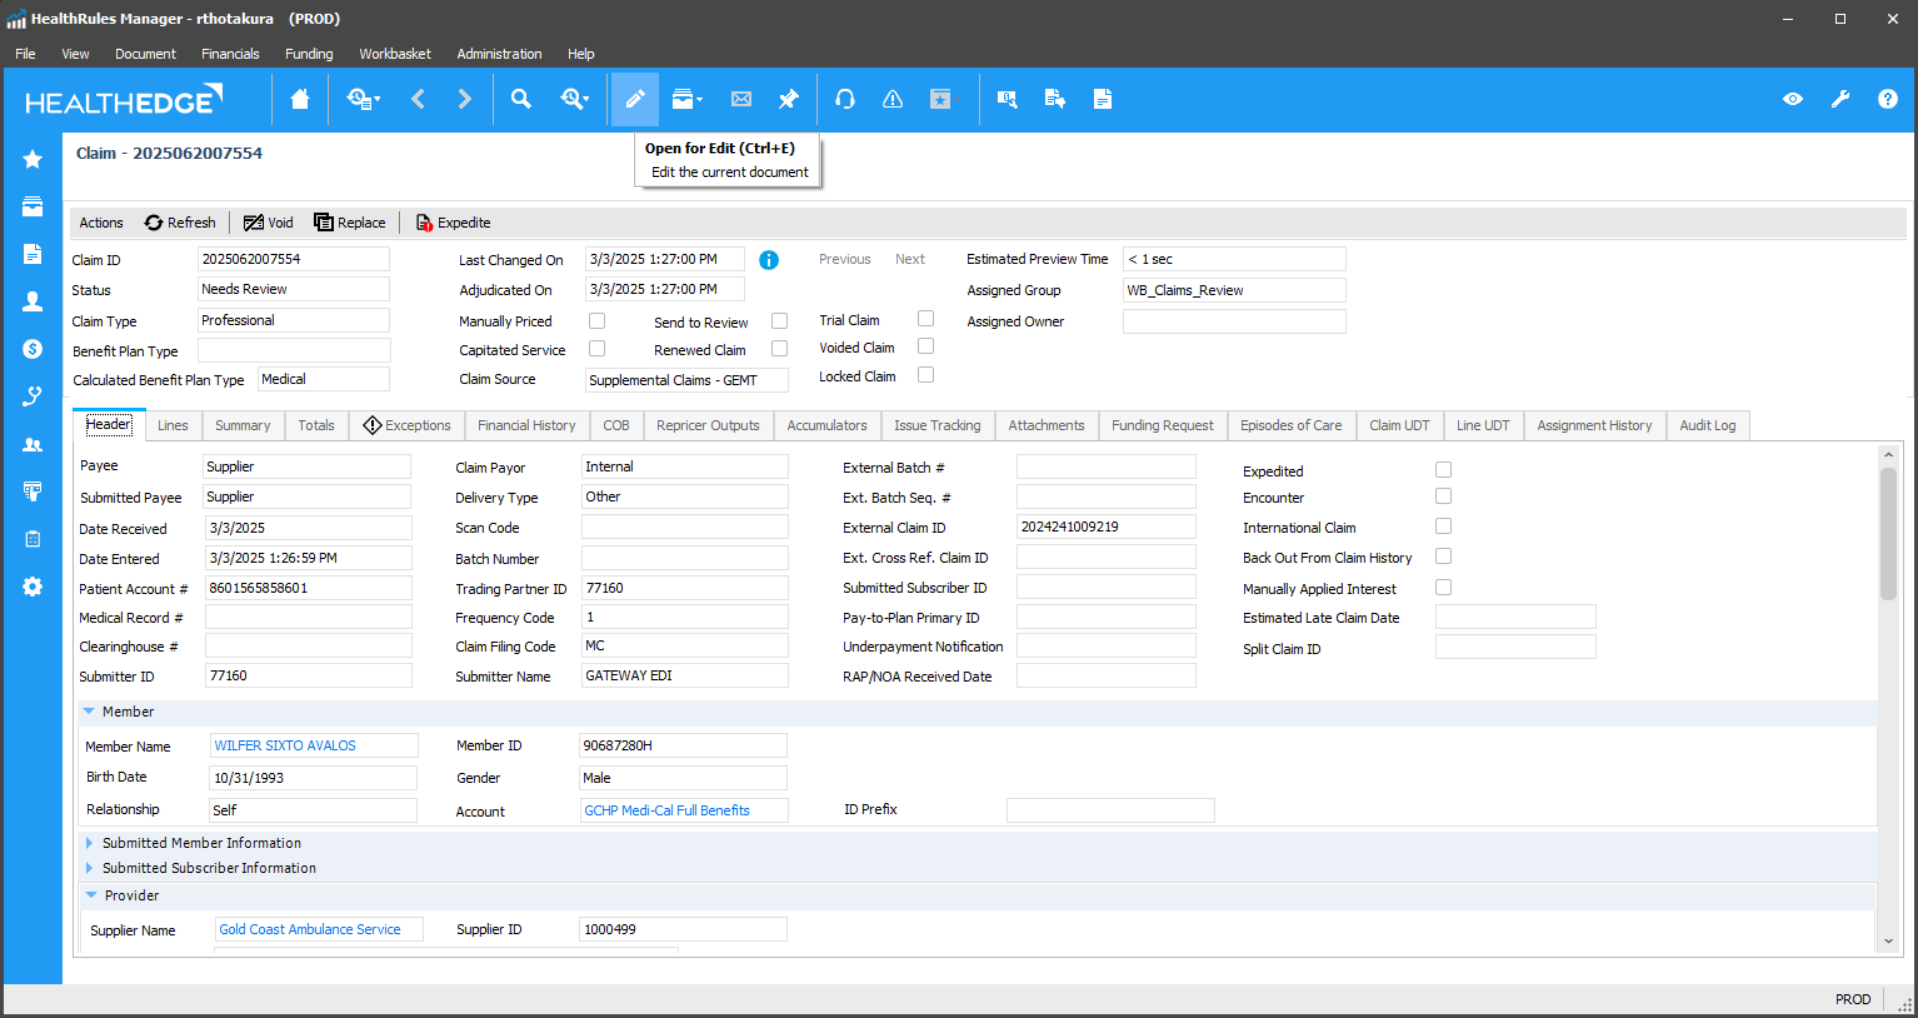 HealthRules Manager - rthotakura (PROD)
File View Document Financials Funding Workbasket Administration Help
HEALTHEDGE
Claim - 2025062007554
Open for Edit (Ctrl+E)
Edit the current document
Actions Refresh Void Replace Expedite
Claim ID 2025062007554 Last Changed On 3/3/2025 1:27:00 PM Previous Next Estimated Preview Time < 1 sec
Status Needs Review Adjudicated On 3/3/2025 1:27:00 PM Assigned Group WB_Claims_Review
Claim Type Professional Manually Priced Send to Review Trial Claim Assigned Owner
Benefit Plan Type Capitated Service Renewed Claim Voided Claim
Calculated Benefit Plan Type Medical Claim Source Supplemental Claims - GEMT Locked Claim
Header Lines Summary Totals Exceptions Financial History COB Repricer Outputs Accumulators Issue Tracking Attachments Funding Request Episodes of Care Claim UDT Line UDT Assignment History Audit Log
Payee Supplier Claim Payor Internal External Batch # Expedited
Submitted Payee Supplier Delivery Type Other Ext. Batch Seq. # Encounter
Date Received 3/3/2025 Scan Code External Claim ID 2024241009219 International Claim
Date Entered 3/3/2025 1:26:59 PM Batch Number Ext. Cross Ref. Claim ID Back Out From Claim History
Patient Account # 8601565858601 Trading Partner ID 77160 Submitted Subscriber ID Manually Applied Interest
Medical Record # Frequency Code 1 Pay-to-Plan Primary ID Estimated Late Claim Date
Clearinghouse # Claim Filing Code MC Underpayment Notification Split Claim ID
Submitter ID 77160 Submitter Name GATEWAY EDI RAP/NOA Received Date
Member
Member Name WILFER SIXTO AVALOS Member ID 90687280H
Birth Date 10/31/1993 Gender Male
Relationship Self Account GCHP Medi-Cal Full Benefits ID Prefix
Submitted Member Information
Submitted Subscriber Information
Provider
Supplier Name Gold Coast Ambulance Service Supplier ID 1000499
PROD